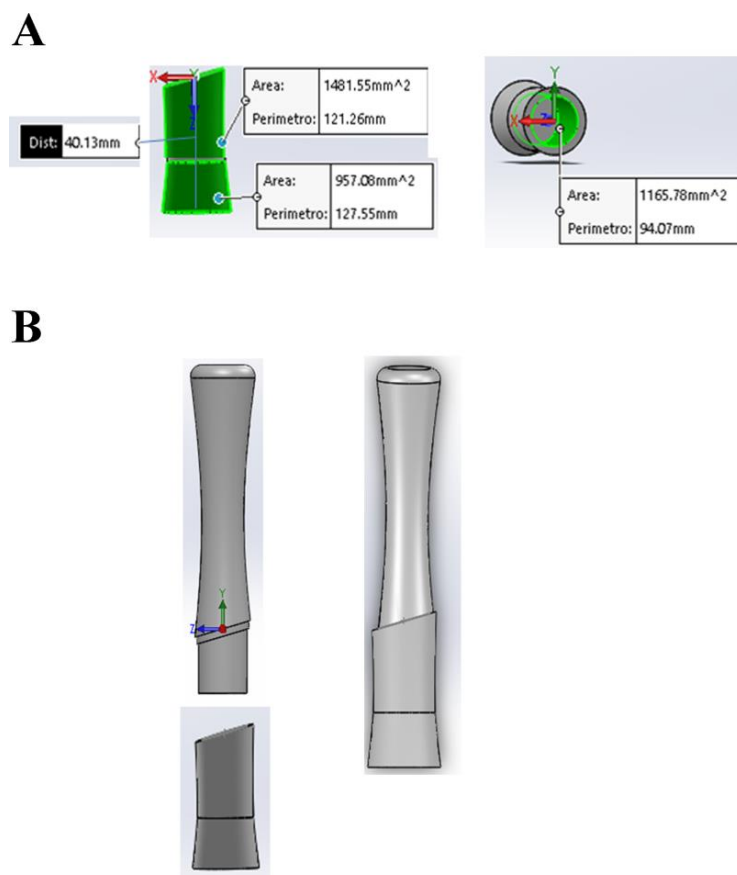 A
X Y Z
Dist: 40.13mm
Area: 1481.55mm^2
Perimetro: 121.26mm
Area: 957.08mm^2
Perimetro: 127.55mm
Y
X Z
Area: 1165.78mm^2
Perimetro: 94.07mm
B
Y
Z